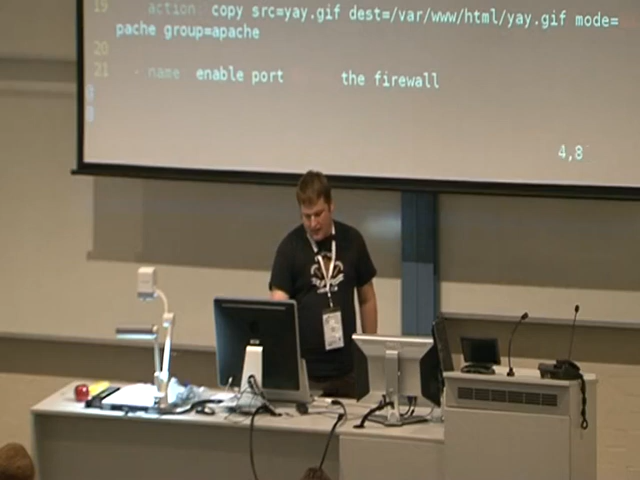 19 action: copy src=yay.gif dest=/var/www/html/yay.gif mode=
pache group=apache
20
21 - name enable port the firewall
4,8